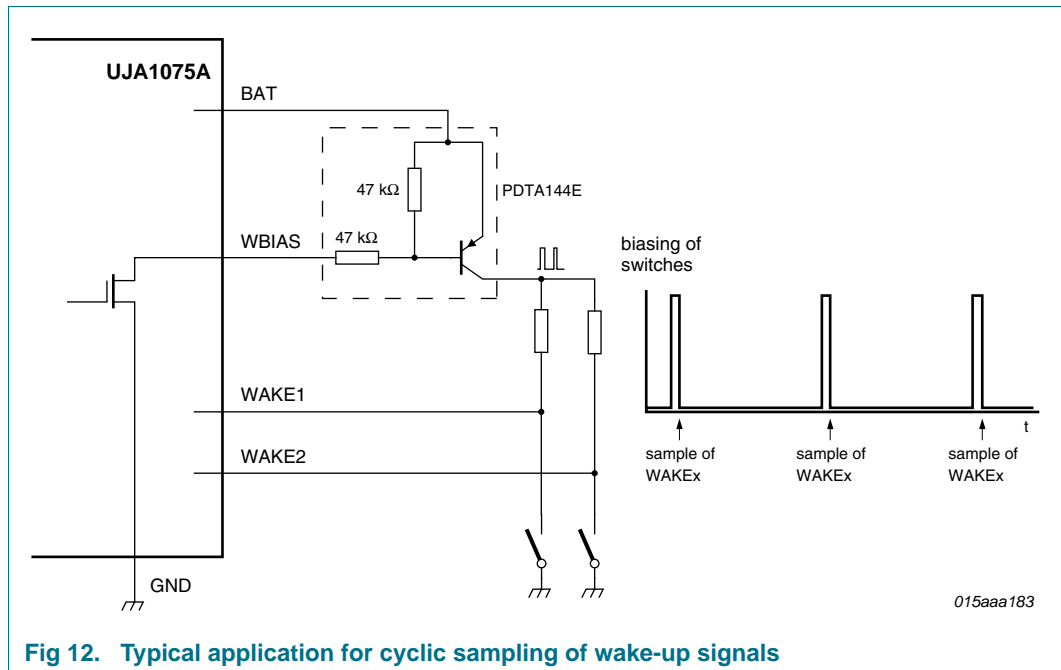 UJA1075A
BAT
47 kΩ
PDTA144E
WBIAS
47 kΩ
biasing of
switches
WAKE1
t
sample of
WAKEx
sample of
WAKEx
sample of
WAKEx
WAKE2
GND
015aaa183
Fig 12. Typical application for cyclic sampling of wake-up signals